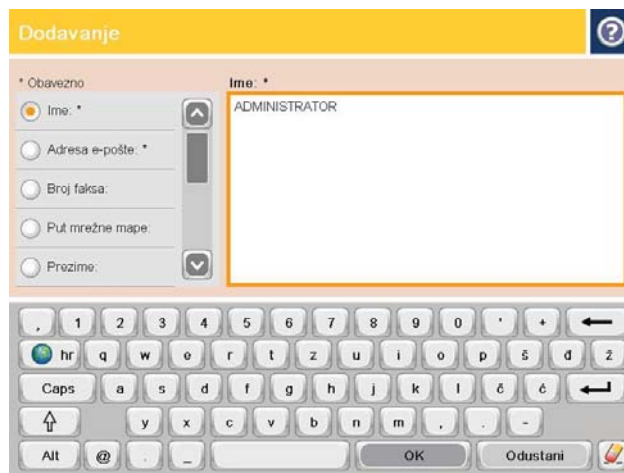 Dodavanje
?
* Obavezno
Ime: *
Ime: *
ADMINISTRATOR
Adresa e-pošte: *
Broj faksa:
Put mrežne mape:
Prezime:
, 1 2 3 4 5 6 7 8 9 0 ' +
hr q w e r t z u i o p š đ ž
Caps a s d f g h j k l č ć
y x c v b n m , . -
Alt @ . _ OK Odustani